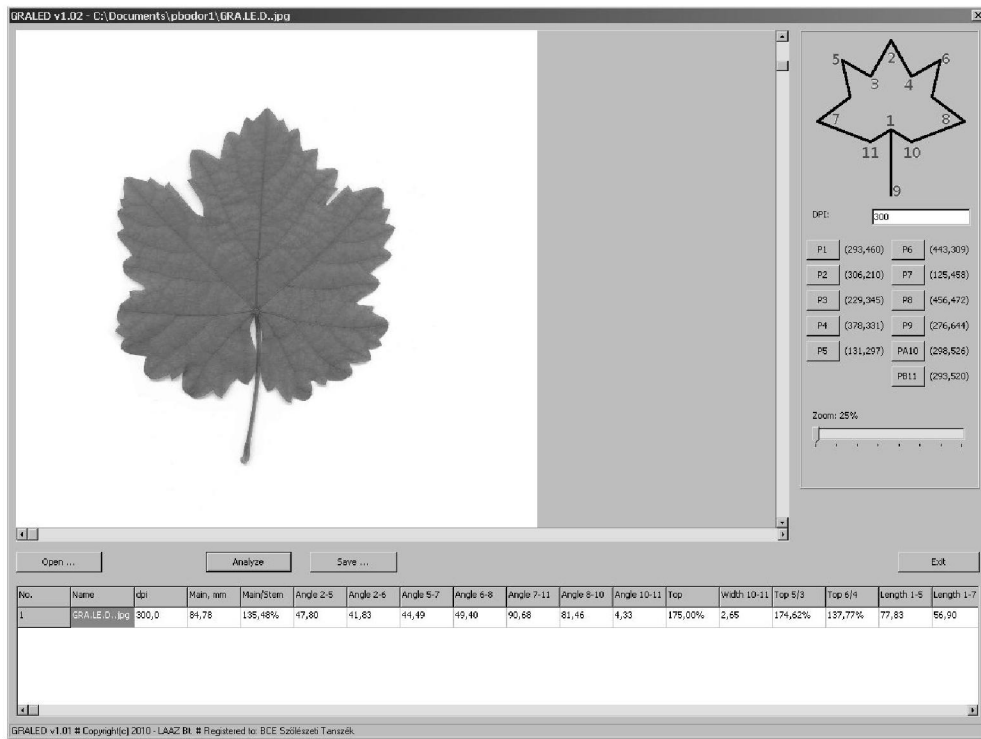 GRALED v1.02 - C:\Documents\pbodor1\GRA.LE.D..jpg
2
5 6
3 4
7 1 8
11 10
9
DPI: 300
P1 (293,460) P6 (443,309)
P2 (306,210) P7 (125,458)
P3 (229,345) P8 (456,472)
P4 (378,331) P9 (276,644)
P5 (131,297) PA10 (298,526)
PB11 (293,520)
Zoom: 25%
Open ... Analyze Save ... Exit
No. Name dpi Main, mm Main/Stem Angle 2-5 Angle 2-6 Angle 5-7 Angle 6-8 Angle 7-11 Angle 8-10 Angle 10-11 Top Width 10-11 Top 5/3 Top 6/4 Length 1-5 Length 1-7
1 GRA.LE.D..jpg 300,0 84,78 135,48% 47,80 41,83 44,49 49,40 90,68 81,46 4,33 175,00% 2,65 174,62% 137,77% 77,83 56,90
GRALED v1.01 # Copyright(c) 2010 - LAAZ Bt. # Registered to: BCE Szőlészeti Tanszék